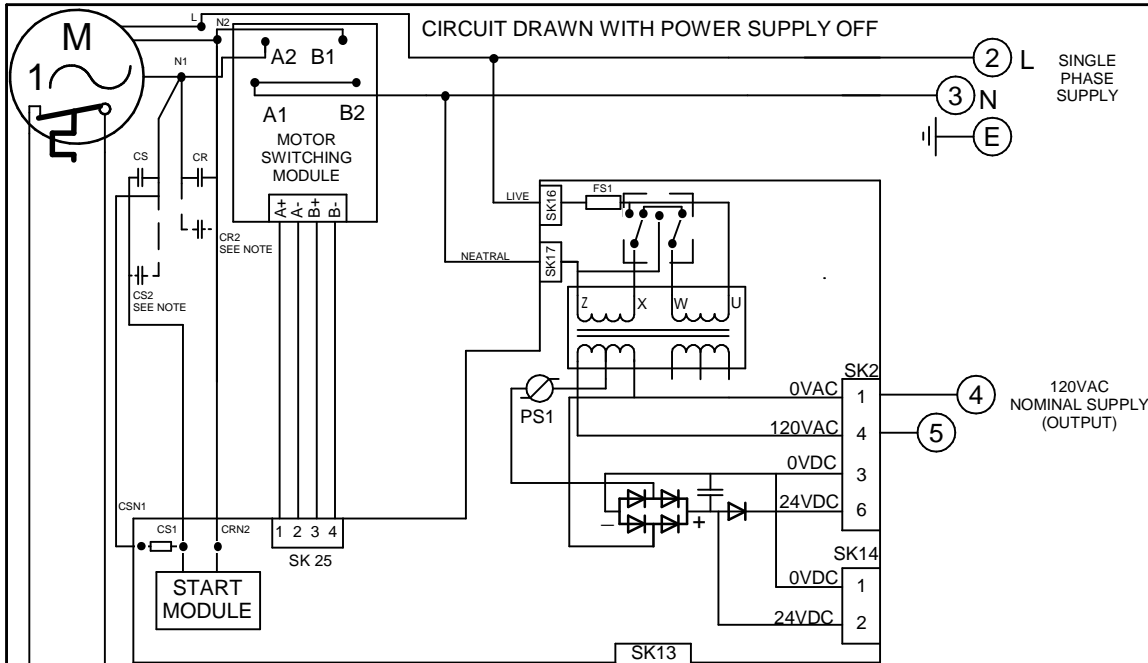 CIRCUIT DRAWN WITH POWER SUPPLY OFF
M
1
L
N2
N1
A2 B1
A1 B2
MOTOR
SWITCHING
MODULE
A+ A- B+ B-
2 L
3 N
E
SINGLE
PHASE
SUPPLY
CS
CR
CR2
SEE NOTE
CS2
SEE NOTE
LIVE
SK16
FS1
NEATRAL
SK17
Z X W U
PS1
SK2
0VAC 1
120VAC 4
0VDC 3
24VDC 6
4
5
120VAC
NOMINAL SUPPLY
(OUTPUT)
– +
SK14
0VDC 1
24VDC 2
CSN1
CS1
CRN2
1 2 3 4
SK 25
START
MODULE
SK13